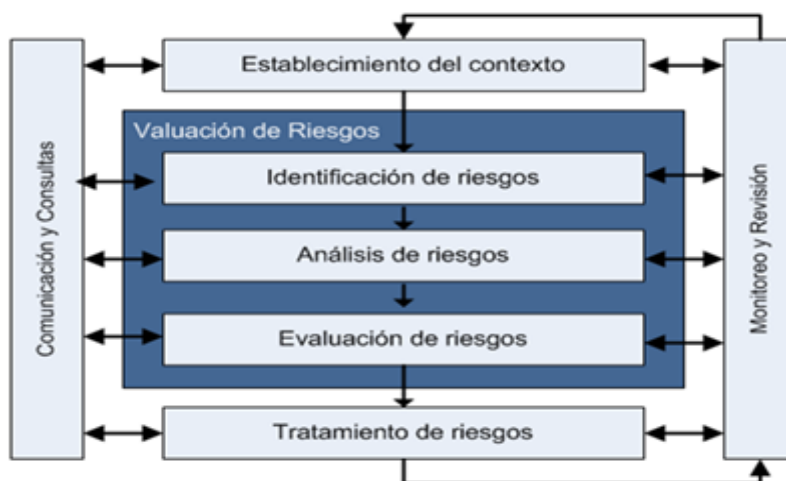 Establecimiento del contexto
Valuación de Riesgos
Identificación de riesgos
Análisis de riesgos
Evaluación de riesgos
Tratamiento de riesgos
Comunicación y Consultas
Monitoreo y Revisión